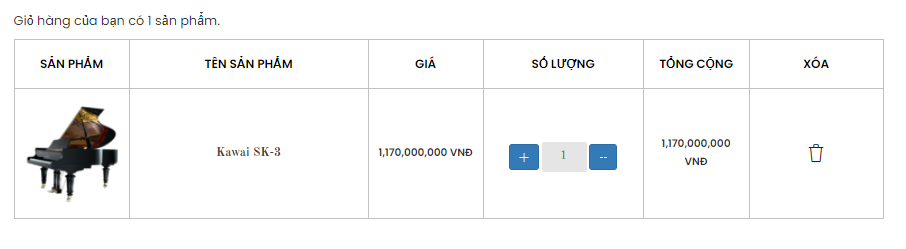 Giỏ hàng của bạn có 1 sản phẩm.
SẢN PHẨM TÊN SẢN PHẨM GIÁ SỐ LƯỢNG TỔNG CỘNG XÓA
Kawai SK-3 1,170,000,000 VNĐ + 1 -- 1,170,000,000
VNĐ